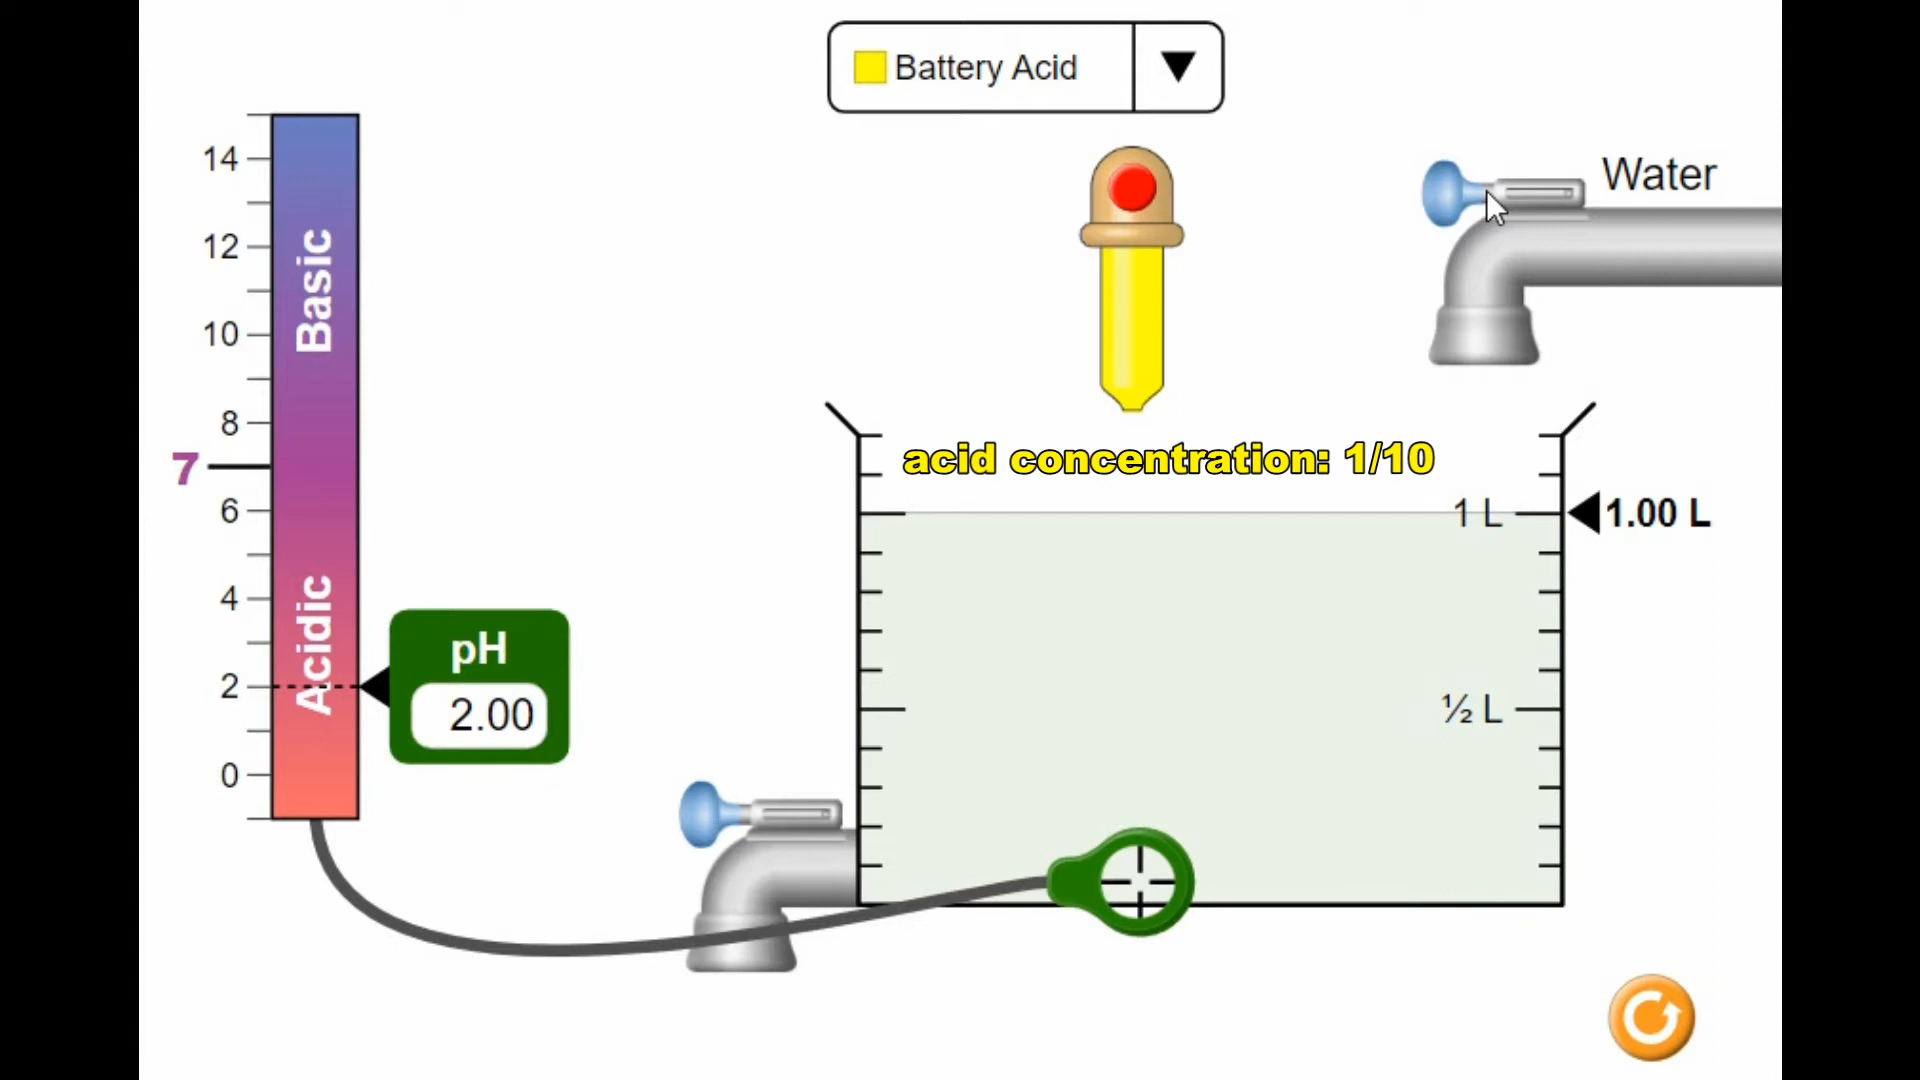 Battery Acid
Water
14
12
10
8
7
6
4
2
0
Basic
Acidic
pH
2.00
acid concentration: 1/10
1 L
1.00 L
½ L